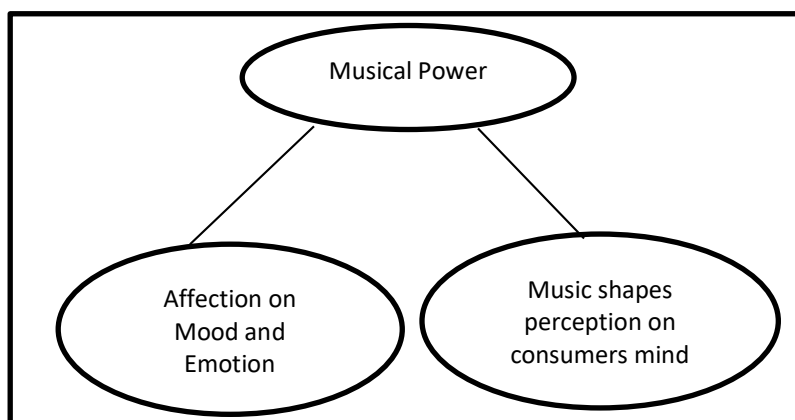 Musical Power
Affection on
Mood and
Emotion
Music shapes
perception on
consumers mind